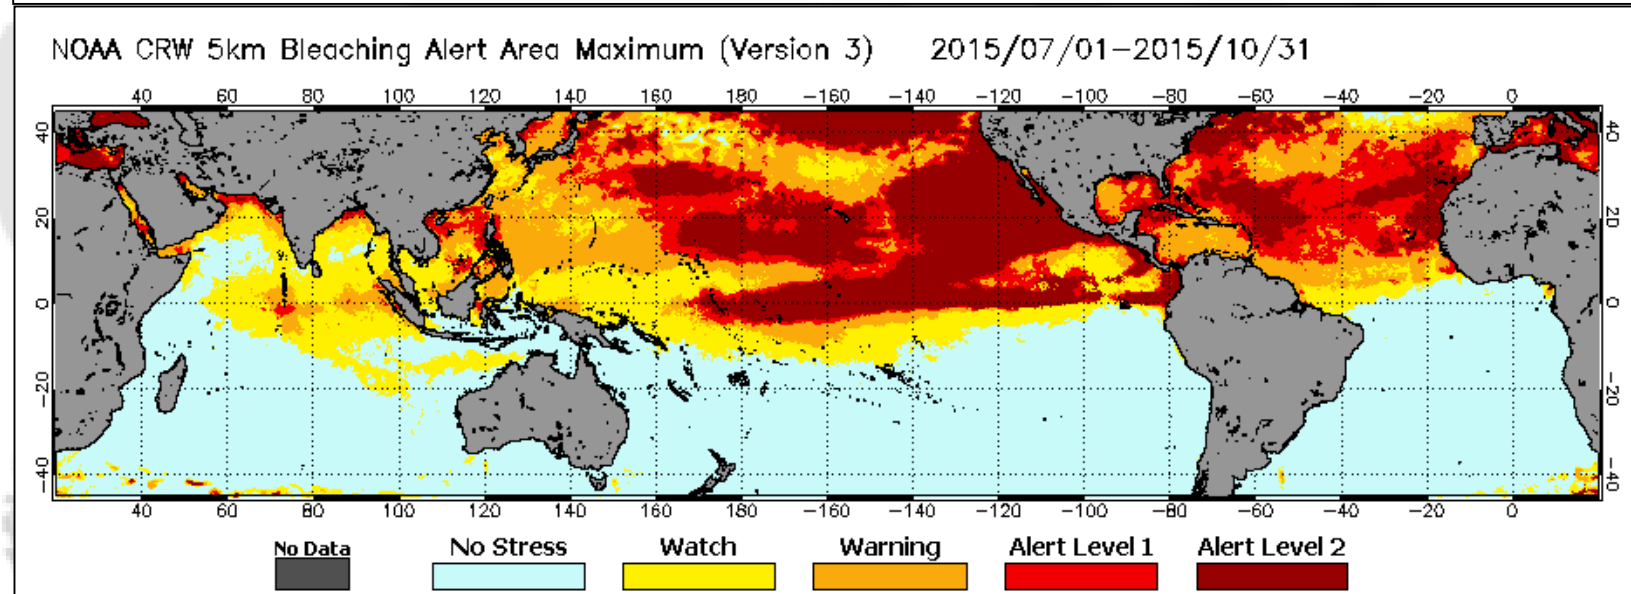 NOAA CRW 5km Bleaching Alert Area Maximum (Version 3) 2015/07/01-2015/10/31
40 60 80 100 120 140 160 180 -160 -140 -120 -100 -80 -60 -40 -20 0
40 40
20 20
0 0
-20 -20
-40 -40
40 60 80 100 120 140 160 180 -160 -140 -120 -100 -80 -60 -40 -20 0
No Data No Stress Watch Warning Alert Level 1 Alert Level 2